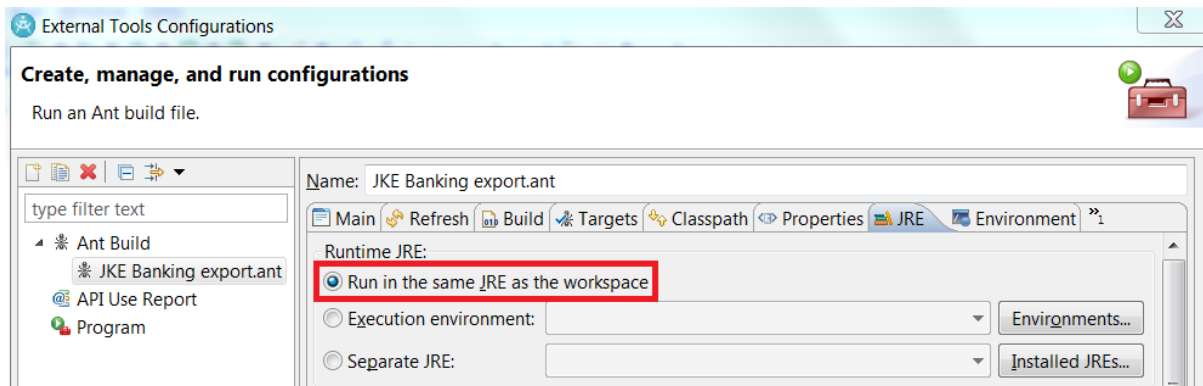 External Tools Configurations
Create, manage, and run configurations
Run an Ant build file.
type filter text
Ant Build
JKE Banking export.ant
API Use Report
Program
Name: JKE Banking export.ant
Main Refresh Build Targets Classpath Properties JRE Environment »1
Runtime JRE:
Run in the same JRE as the workspace
Execution environment: Environments...
Separate JRE: Installed JREs...